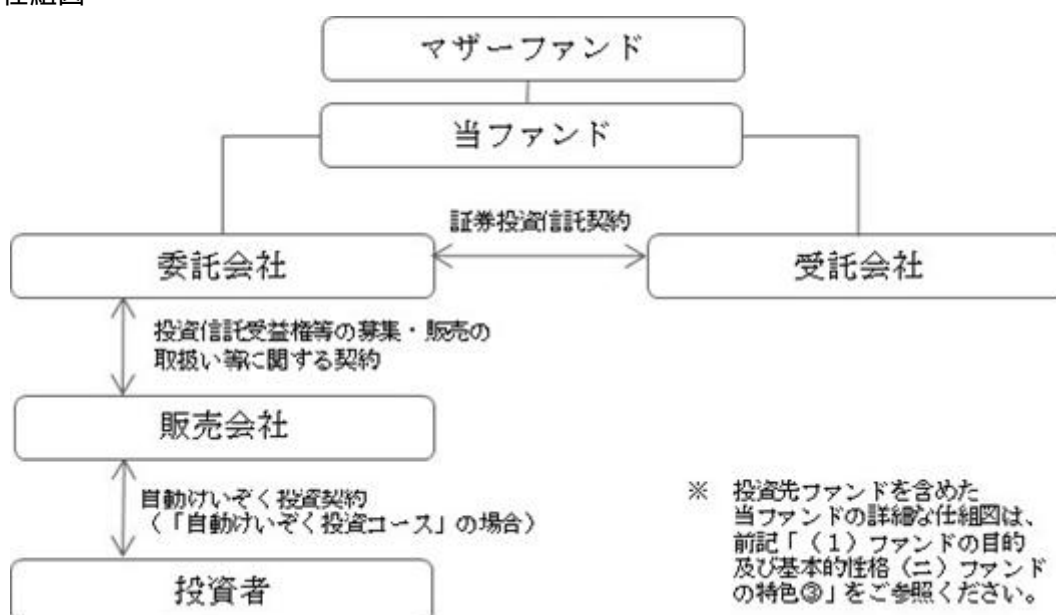 仕組図
マザーファンド
当ファンド
証券投資信託契約
委託会社
受託会社
投資信託受益権等の募集・販売の
取扱い等に関する契約
販売会社
自動けいぞく投資契約
(「自動けいぞく投資コース」の場合)
投資者
※ 投資先ファンドを含めた
当ファンドの詳細な仕組図は、
前記「(1)ファンドの目的
及び基本的性格(ニ)ファンド
の特色③」をご参照ください。